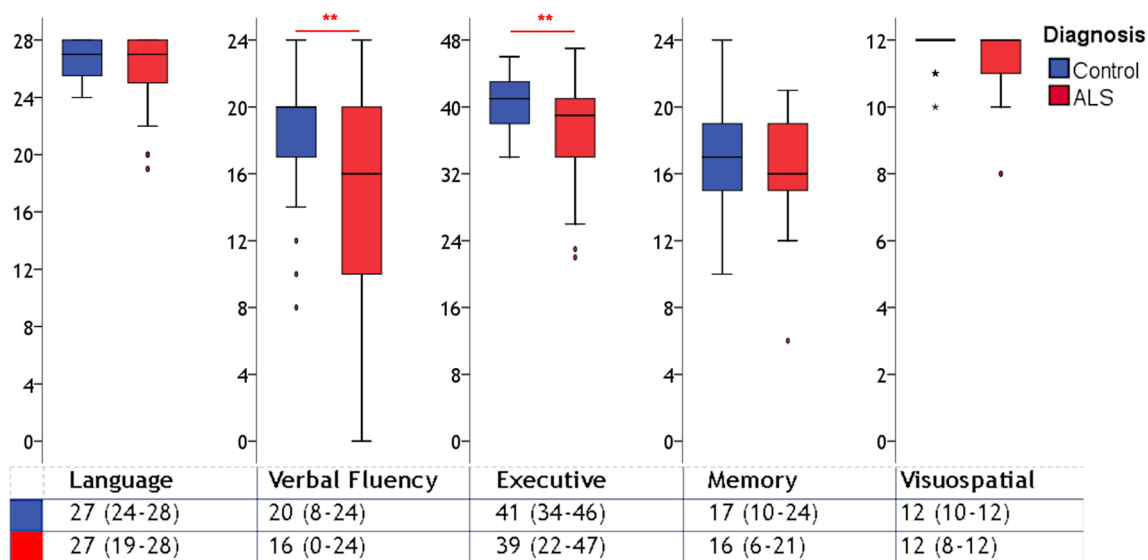 ** **
Diagnosis
Control
ALS
28 24 20 16 12 8 4 0
24 20 16 12 8 4 0
48 40 32 24 16 8 0
24 20 16 12 8 4 0
12 10 8 6 4 2 0
* *
Language Verbal Fluency Executive Memory Visuospatial
27 (24-28) 20 (8-24) 41 (34-46) 17 (10-24) 12 (10-12)
27 (19-28) 16 (0-24) 39 (22-47) 16 (6-21) 12 (8-12)